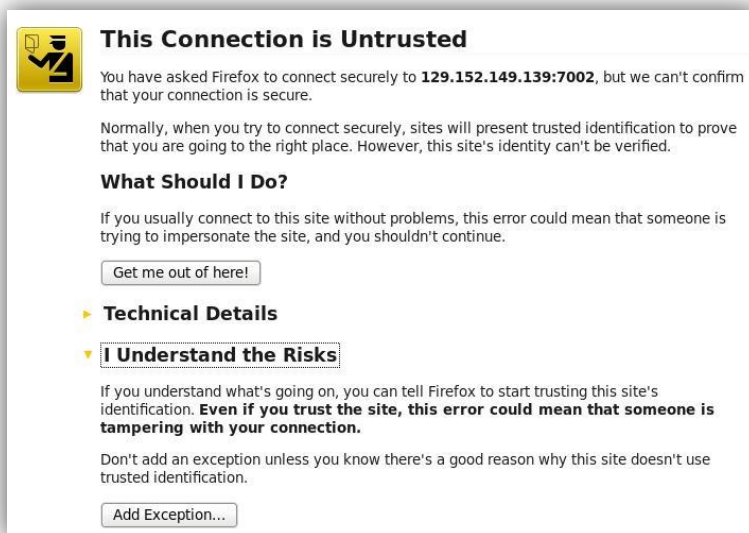 This Connection is Untrusted
You have asked Firefox to connect securely to 129.152.149.139:7002, but we can't confirm
that your connection is secure.
Normally, when you try to connect securely, sites will present trusted identification to prove
that you are going to the right place. However, this site's identity can't be verified.
What Should I Do?
If you usually connect to this site without problems, this error could mean that someone is
trying to impersonate the site, and you shouldn't continue.
Get me out of here!
Technical Details
I Understand the Risks
If you understand what's going on, you can tell Firefox to start trusting this site's
identification. Even if you trust the site, this error could mean that someone is
tampering with your connection.
Don't add an exception unless you know there's a good reason why this site doesn't use
trusted identification.
Add Exception...